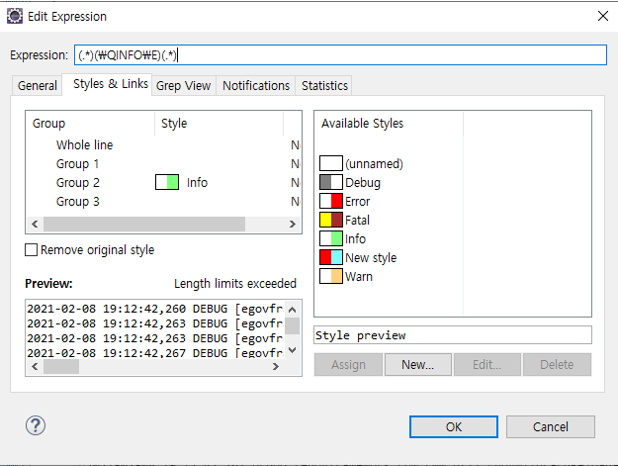 Edit Expression
Expression: (.*)(₩QINFO₩E)(.*)
General Styles & Links Grep View Notifications Statistics
Group Style
Whole line
Group 1
Group 2 Info
Group 3
Remove original style
Preview: Length limits exceeded
2021-02-08 19:12:42,260 DEBUG [egovfr
2021-02-08 19:12:42,263 DEBUG [egovfr
2021-02-08 19:12:42,263 DEBUG [egovfr
2021-02-08 19:12:42,267 DEBUG [egovfr
Available Styles
(unnamed)
Debug
Error
Fatal
Info
New style
Warn
Style preview
Assign New... Edit... Delete
OK Cancel